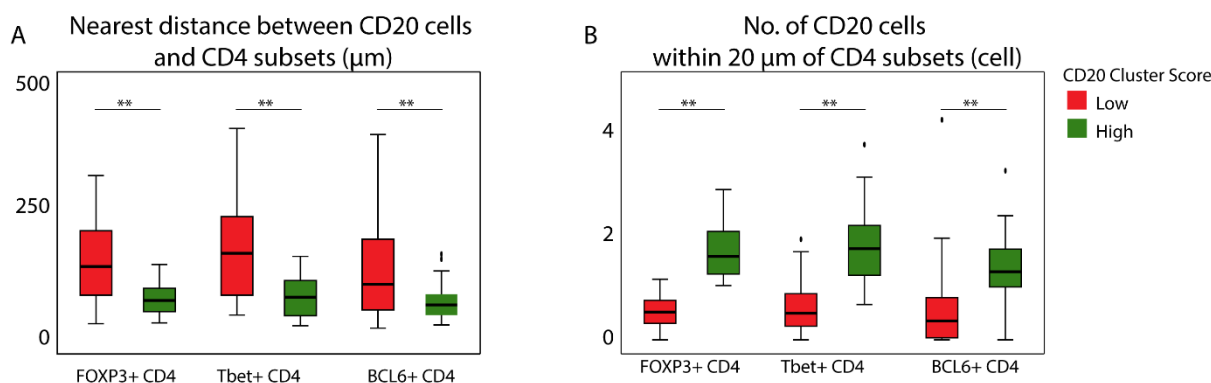 A
Nearest distance between CD20 cells
and CD4 subsets (μm)
500
250
0
**
**
**
FOXP3+ CD4
Tbet+ CD4
BCL6+ CD4
B
No. of CD20 cells
within 20 μm of CD4 subsets (cell)
4
2
0
**
**
**
FOXP3+ CD4
Tbet+ CD4
BCL6+ CD4
CD20 Cluster Score
Low
High